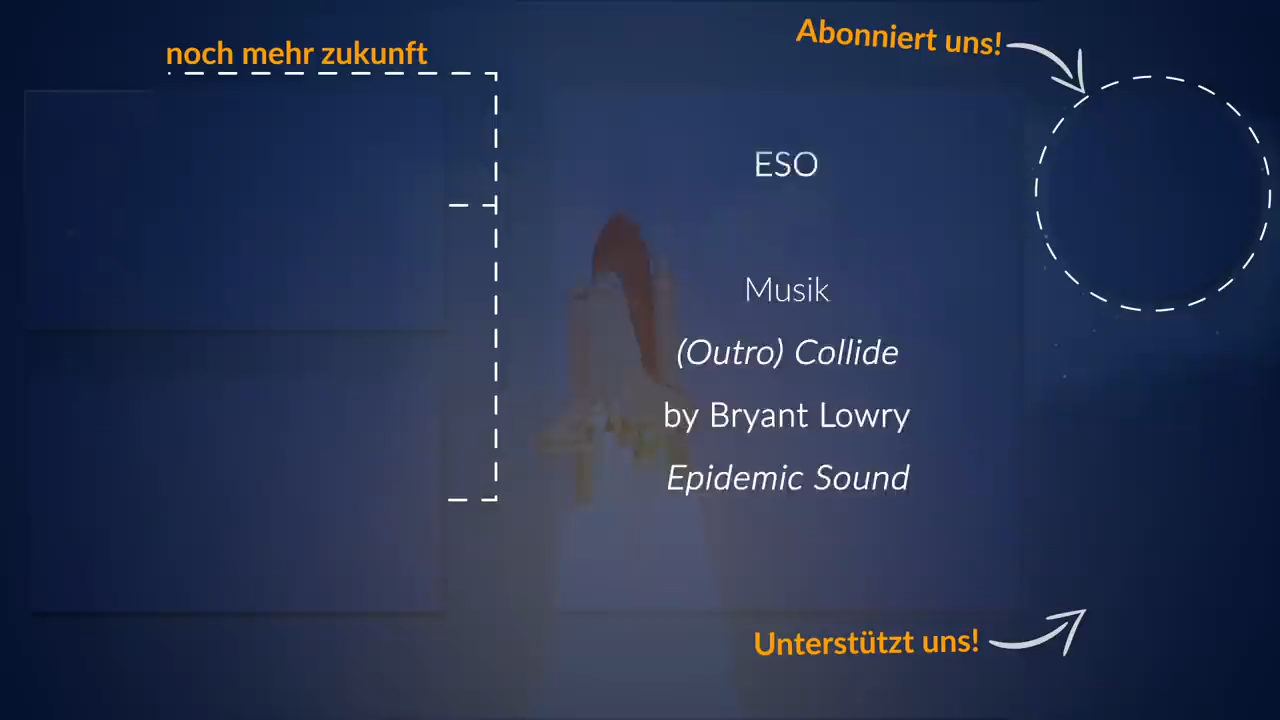 noch mehr zukunft
Abonniert uns!
ESO
Musik
(Outro) Collide
by Bryant Lowry
Epidemic Sound
Unterstützt uns!